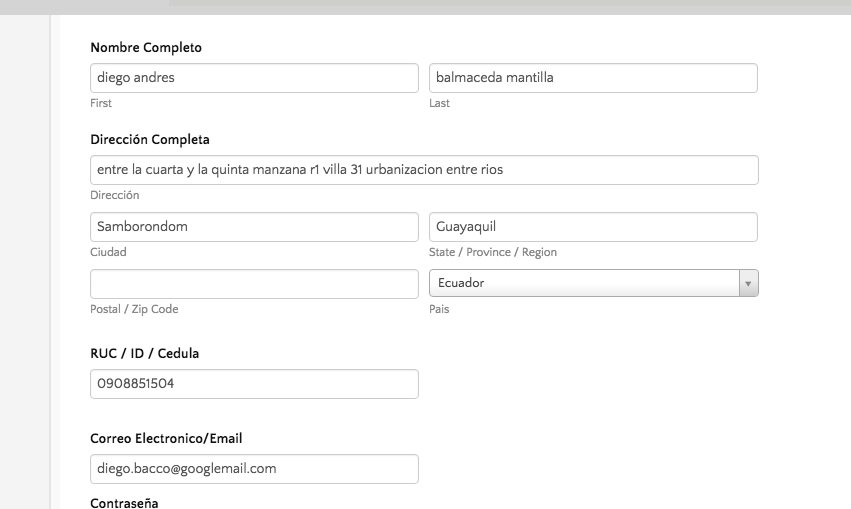 Nombre Completo
diego andres balmaceda mantilla
First Last
Dirección Completa
entre la cuarta y la quinta manzana r1 villa 31 urbanizacion entre rios
Dirección
Samborondom Guayaquil
Ciudad State / Province / Region
Ecuador
Postal / Zip Code Pais
RUC / ID / Cedula
0908851504
Correo Electronico/Email
diego.bacco@googlemail.com
Contraseña